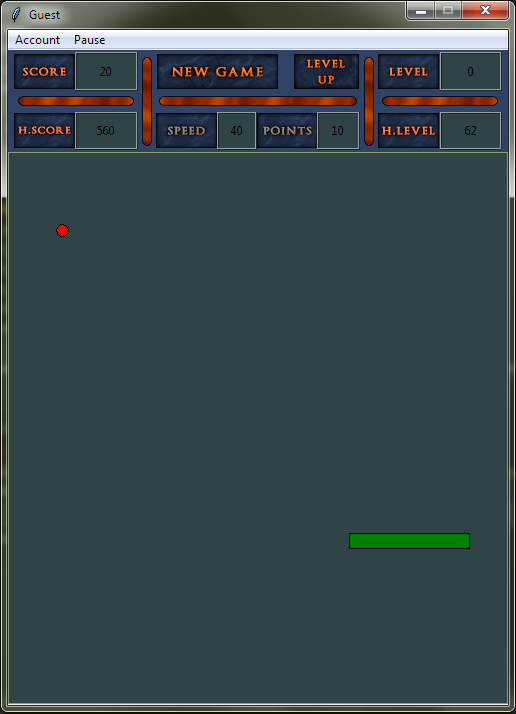 Guest
Account Pause
SCORE 20 NEW GAME LEVEL UP LEVEL 0
H.SCORE 560 SPEED 40 POINTS 10 H.LEVEL 62